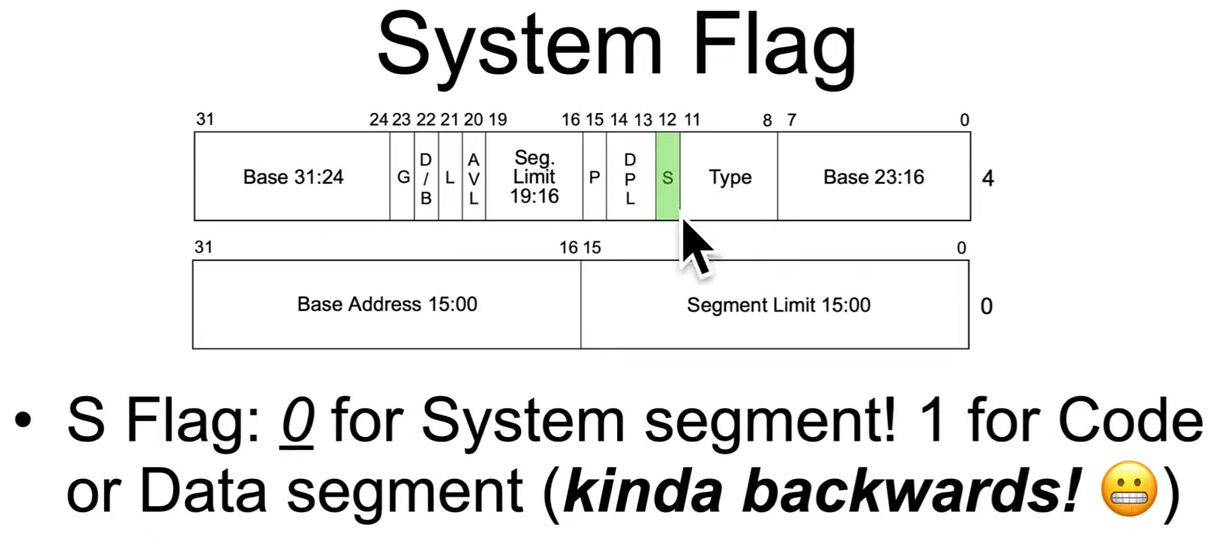 System Flag
31 24 23 22 21 20 19 16 15 14 13 12 11 8 7 0
Base 31:24 G D/B L AVL Seg. Limit 19:16 P DPL S Type Base 23:16 4
31 16 15 0
Base Address 15:00 Segment Limit 15:00 0
• S Flag: 0 for System segment! 1 for Code
or Data segment (kinda backwards! 😬)